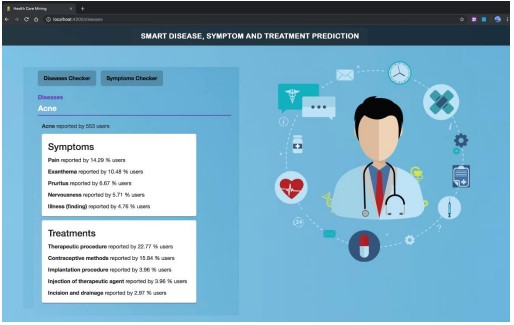 Health Care Mining
localhost:4200/diseases
SMART DISEASE, SYMPTOM AND TREATMENT PREDICTION
Diseases Checker
Symptoms Checker
Diseases
Acne
Acne reported by 553 users
Symptoms
Pain reported by 14.29 % users
Exanthema reported by 10.48 % users
Pruritus reported by 6.67 % users
Nervousness reported by 5.71 % users
Illness (finding) reported by 4.76 % users
Treatments
Therapeutic procedure reported by 22.77 % users
Contraceptive methods reported by 15.84 % users
Implantation procedure reported by 3.96 % users
Injection of therapeutic agent reported by 3.96 % users
Incision and drainage reported by 2.97 % users
24